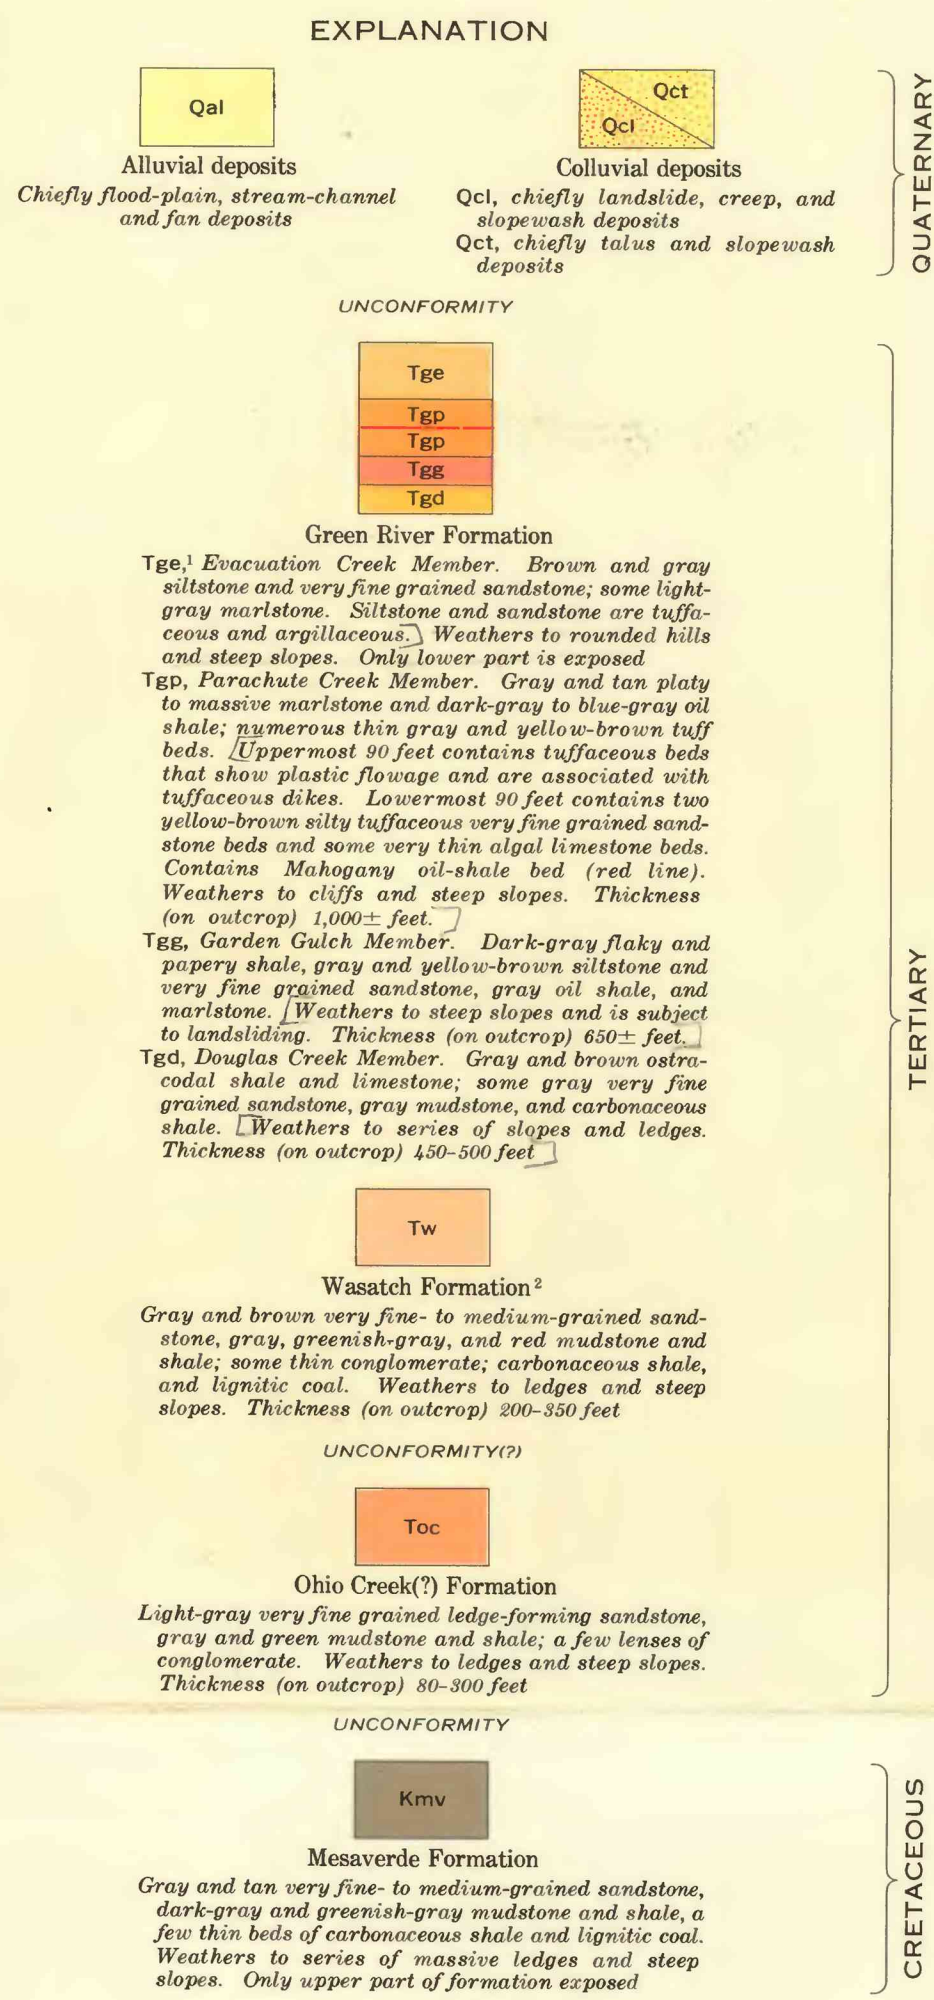 EXPLANATION
Qal
Alluvial deposits
Chiefly flood-plain, stream-channel
and fan deposits
Qct
Qcl
Colluvial deposits
Qcl, chiefly landslide, creep, and
slopewash deposits
Qct, chiefly talus and slopewash
deposits
QUATERNARY
UNCONFORMITY
Tge
Tgp
Tgp
Tgg
Tgd
Green River Formation
Tge,¹ Evacuation Creek Member. Brown and gray
siltstone and very fine grained sandstone; some light-
gray marlstone. Siltstone and sandstone are tuffa-
ceous and argillaceous. Weathers to rounded hills
and steep slopes. Only lower part is exposed
Tgp, Parachute Creek Member. Gray and tan platy
to massive marlstone and dark-gray to blue-gray oil
shale; numerous thin gray and yellow-brown tuff
beds. Uppermost 90 feet contains tuffaceous beds
that show plastic flowage and are associated with
tuffaceous dikes. Lowermost 90 feet contains two
yellow-brown silty tuffaceous very fine grained sand-
stone beds and some very thin algal limestone beds.
Contains Mahogany oil-shale bed (red line).
Weathers to cliffs and steep slopes. Thickness
(on outcrop) 1,000± feet.
Tgg, Garden Gulch Member. Dark-gray flaky and
papery shale, gray and yellow-brown siltstone and
very fine grained sandstone, gray oil shale, and
marlstone. Weathers to steep slopes and is subject
to landsliding. Thickness (on outcrop) 650± feet.
Tgd, Douglas Creek Member. Gray and brown ostra-
codal shale and limestone; some gray very fine
grained sandstone, gray mudstone, and carbonaceous
shale. Weathers to series of slopes and ledges.
Thickness (on outcrop) 450-500 feet
Tw
Wasatch Formation²
Gray and brown very fine- to medium-grained sand-
stone, gray, greenish-gray, and red mudstone and
shale; some thin conglomerate; carbonaceous shale,
and lignitic coal. Weathers to ledges and steep
slopes. Thickness (on outcrop) 200-350 feet
UNCONFORMITY(?)
Toc
Ohio Creek(?) Formation
Light-gray very fine grained ledge-forming sandstone,
gray and green mudstone and shale; a few lenses of
conglomerate. Weathers to ledges and steep slopes.
Thickness (on outcrop) 80-300 feet
TERTIARY
UNCONFORMITY
Kmv
Mesaverde Formation
Gray and tan very fine- to medium-grained sandstone,
dark-gray and greenish-gray mudstone and shale, a
few thin beds of carbonaceous shale and lignitic coal.
Weathers to series of massive ledges and steep
slopes. Only upper part of formation exposed
CRETACEOUS